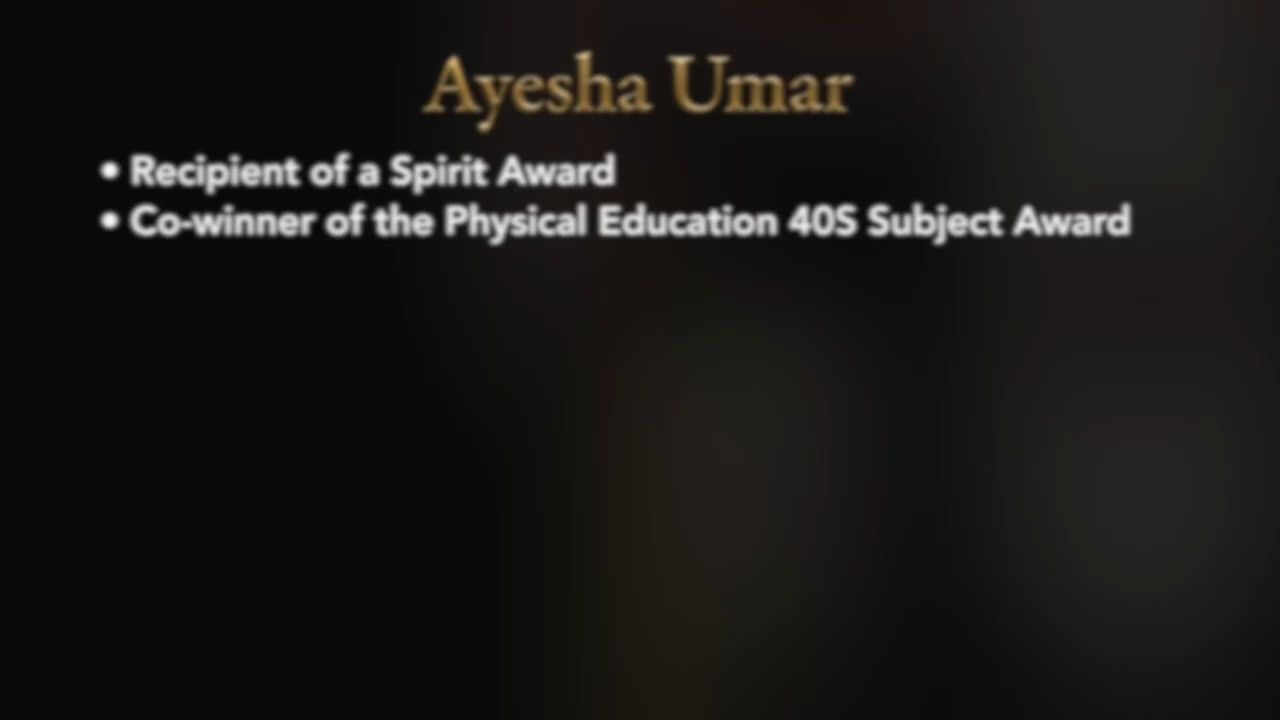 Ayesha Umar
• Recipient of a Spirit Award
• Co-winner of the Physical Education 40S Subject Award